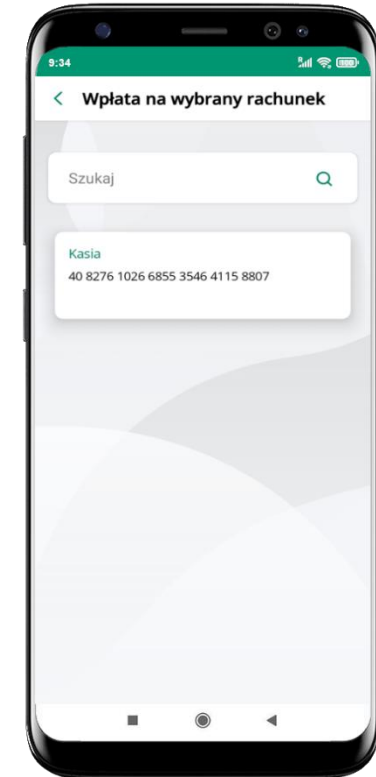 9:34
Wpłata na wybrany rachunek
Szukaj
Kasia
40 8276 1026 6855 3546 4115 8807